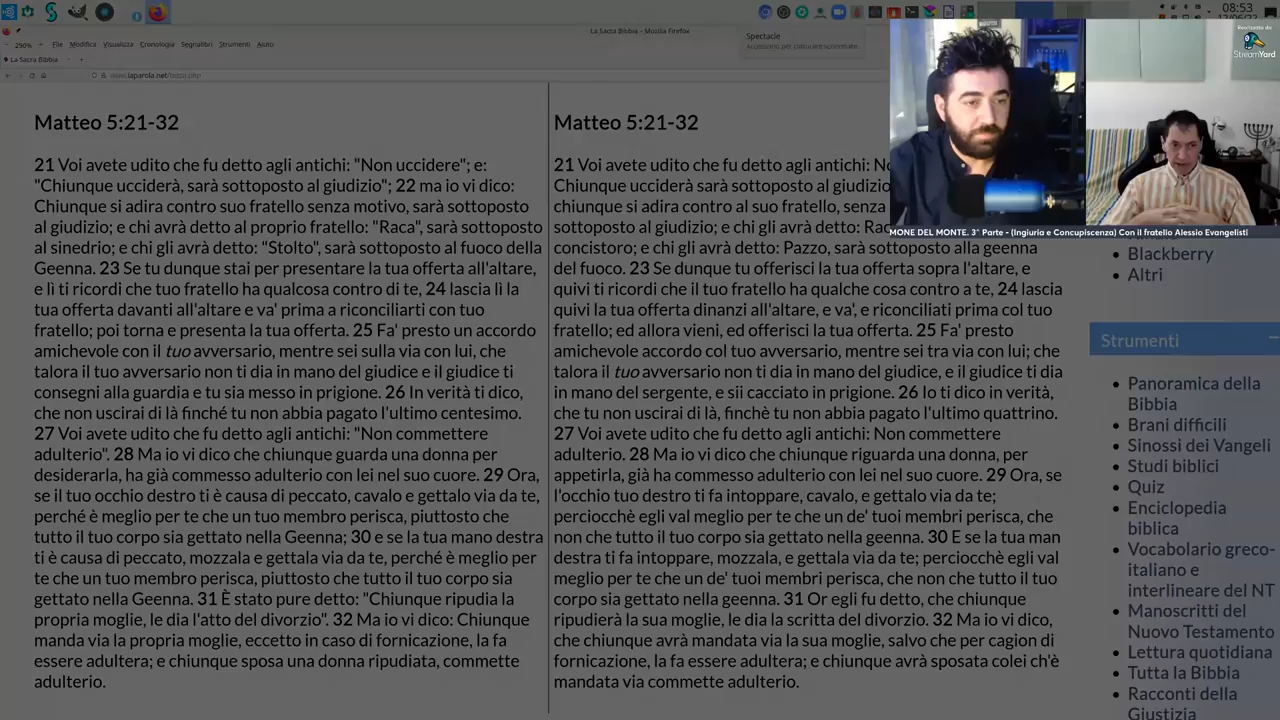 08:53
La Sacra Bibbia - Mozilla Firefox
Spectacle
Realizzato da
StreamYard
290%
File Modifica Visualizza Cronologia Segnalibri Strumenti Aiuto
La Sacra Bibbia
www.laparola.net/testo.php
MONE DEL MONTE. 3^ Parte - (Ingiuria e Concupiscenza) Con il fratello Alessio Evangelisti
Matteo 5:21-32
21 Voi avete udito che fu detto agli antichi: "Non uccidere"; e:
"Chiunque ucciderà, sarà sottoposto al giudizio"; 22 ma io vi dico:
Chiunque si adira contro suo fratello senza motivo, sarà sottoposto
al giudizio; e chi avrà detto al proprio fratello: "Raca", sarà sottoposto
al sinedrio; e chi gli avrà detto: "Stolto", sarà sottoposto al fuoco della
Geenna. 23 Se tu dunque stai per presentare la tua offerta all'altare,
e lì ti ricordi che tuo fratello ha qualcosa contro di te, 24 lascia lì la
tua offerta davanti all'altare e va' prima a riconciliarti con tuo
fratello; poi torna e presenta la tua offerta. 25 Fa' presto un accordo
amichevole con il tuo avversario, mentre sei sulla via con lui, che
talora il tuo avversario non ti dia in mano del giudice e il giudice ti
consegni alla guardia e tu sia messo in prigione. 26 In verità ti dico,
che non uscirai di là finché tu non abbia pagato l'ultimo centesimo.
27 Voi avete udito che fu detto agli antichi: "Non commettere
adulterio". 28 Ma io vi dico che chiunque guarda una donna per
desiderarla, ha già commesso adulterio con lei nel suo cuore. 29 Ora,
se il tuo occhio destro ti è causa di peccato, cavalo e gettalo via da te,
perché è meglio per te che un tuo membro perisca, piuttosto che
tutto il tuo corpo sia gettato nella Geenna; 30 e se la tua mano destra
ti è causa di peccato, mozzala e gettala via da te, perché è meglio per
te che un tuo membro perisca, piuttosto che tutto il tuo corpo sia
gettato nella Geenna. 31 È stato pure detto: "Chiunque ripudia la
propria moglie, le dia l'atto del divorzio". 32 Ma io vi dico: Chiunque
manda via la propria moglie, eccetto in caso di fornicazione, la fa
essere adultera; e chiunque sposa una donna ripudiata, commette
adulterio.
Matteo 5:21-32
21 Voi avete udito che fu detto agli antichi: No
Chiunque ucciderà sarà sottoposto al giudizio
chiunque si adira contro al suo fratello, senza
al giudizio; e chi gli avrà detto: Rac
concistoro; e chi gli avrà detto: Pazzo, sarà sottoposto alla geenna
del fuoco. 23 Se dunque tu offerisci la tua offerta sopra l'altare, e
quivi ti ricordi che il tuo fratello ha qualche cosa contro a te, 24 lascia
quivi la tua offerta dinanzi all'altare, e va', e riconciliati prima col tuo
fratello; ed allora vieni, ed offerisci la tua offerta. 25 Fa' presto
amichevole accordo col tuo avversario, mentre sei tra via con lui; che
talora il tuo avversario non ti dia in mano del giudice, e il giudice ti dia
in mano del sergente, e sii cacciato in prigione. 26 Io ti dico in verità,
che tu non uscirai di là, finchè tu non abbia pagato l'ultimo quattrino.
27 Voi avete udito che fu detto agli antichi: Non commettere
adulterio. 28 Ma io vi dico che chiunque riguarda una donna, per
appetirla, già ha commesso adulterio con lei nel suo cuore. 29 Ora, se
l'occhio tuo destro ti fa intoppare, cavalo, e gettalo via da te;
perciocchè egli val meglio per te che un de' tuoi membri perisca, che
non che tutto il tuo corpo sia gettato nella geenna. 30 E se la tua man
destra ti fa intoppare, mozzala, e gettala via da te; perciocchè egli val
meglio per te che un de' tuoi membri perisca, che non che tutto il tuo
corpo sia gettato nella geenna. 31 Or egli fu detto, che chiunque
ripudierà la sua moglie, le dia la scritta del divorzio. 32 Ma io vi dico,
che chiunque avrà mandata via la sua moglie, salvo che per cagion di
fornicazione, la fa essere adultera; e chiunque avrà sposata colei ch'è
mandata via commette adulterio.
Blackberry
Altri
Strumenti
Panoramica della
Bibbia
Brani difficili
Sinossi dei Vangeli
Studi biblici
Quiz
Enciclopedia
biblica
Vocabolario greco-
italiano e
interlineare del NT
Manoscritti del
Nuovo Testamento
Lettura quotidiana
Tutta la Bibbia
Racconti della
Giustizia